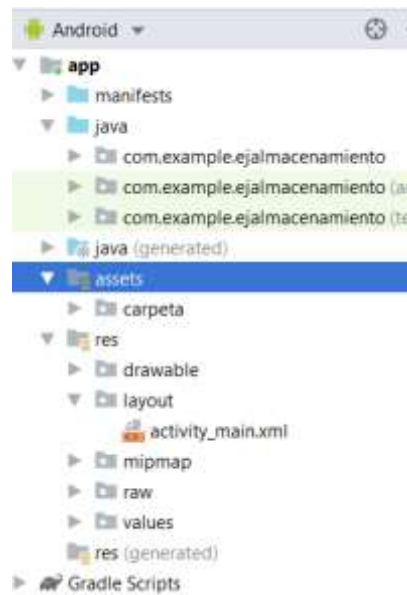 Android
app
manifests
java
com.example.ejalmacenamiento
com.example.ejalmacenamiento
com.example.ejalmacenamiento
java (generated)
assets
carpeta
res
drawable
layout
activity_main.xml
mipmap
raw
values
res (generated)
Gradle Scripts